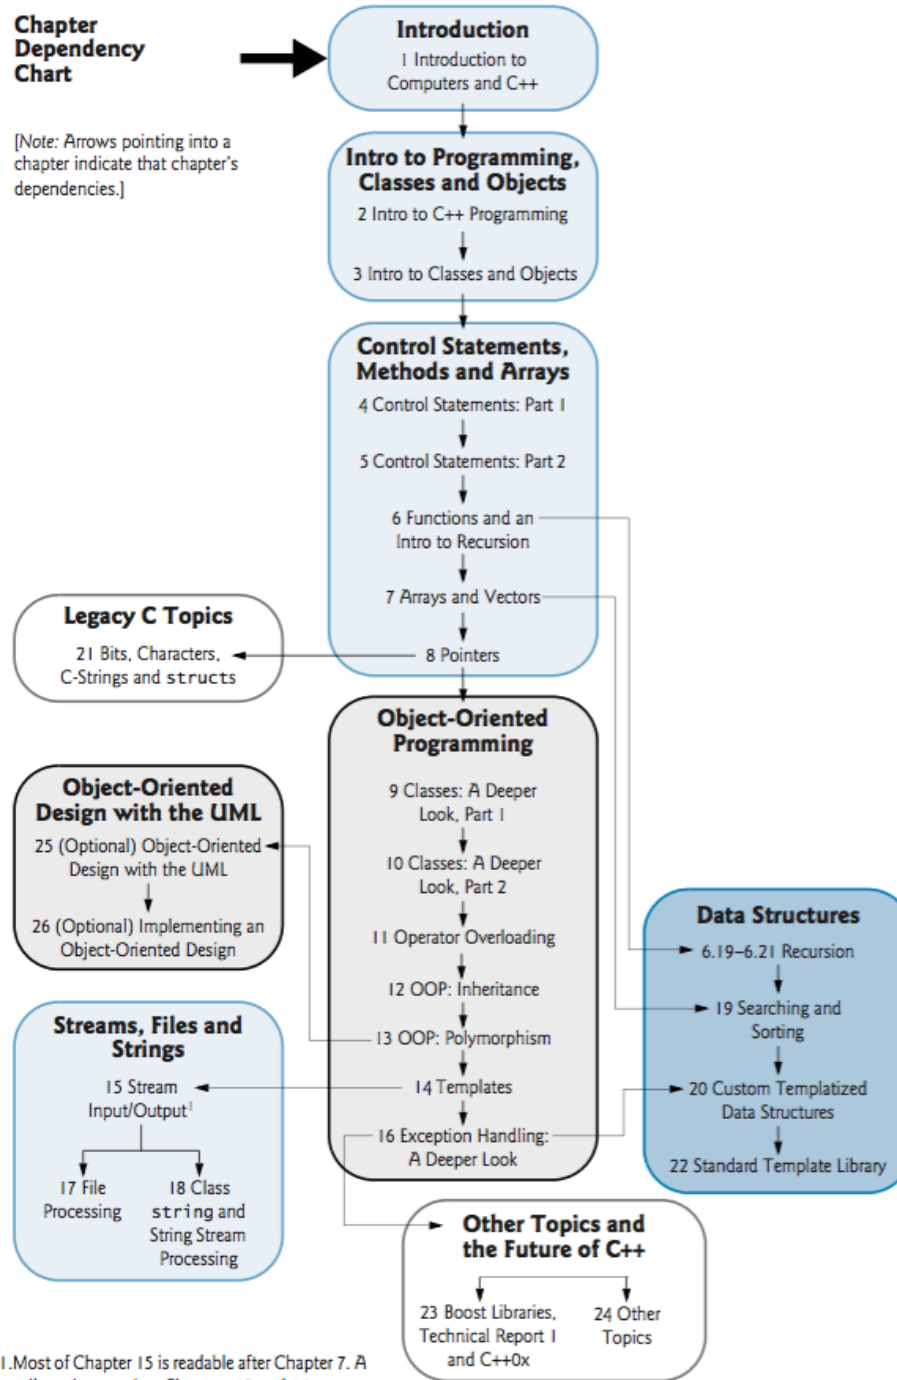 Chapter
Dependency
Chart
[Note: Arrows pointing into a
chapter indicate that chapter's
dependencies.]
Introduction
1 Introduction to
Computers and C++
Intro to Programming,
Classes and Objects
2 Intro to C++ Programming
3 Intro to Classes and Objects
Control Statements,
Methods and Arrays
4 Control Statements: Part 1
5 Control Statements: Part 2
6 Functions and an
Intro to Recursion
7 Arrays and Vectors
8 Pointers
Legacy C Topics
21 Bits, Characters,
C-Strings and structs
Object-Oriented
Programming
9 Classes: A Deeper
Look, Part 1
10 Classes: A Deeper
Look, Part 2
11 Operator Overloading
12 OOP: Inheritance
13 OOP: Polymorphism
14 Templates
16 Exception Handling:
A Deeper Look
Object-Oriented
Design with the UML
25 (Optional) Object-Oriented
Design with the UML
26 (Optional) Implementing an
Object-Oriented Design
Streams, Files and
Strings
15 Stream
Input/Output1
17 File
Processing
18 Class
string and
String Stream
Processing
Data Structures
6.19–6.21 Recursion
19 Searching and
Sorting
20 Custom Templatized
Data Structures
22 Standard Template Library
Other Topics and
the Future of C++
23 Boost Libraries,
Technical Report 1
and C++0x
24 Other
Topics
1.Most of Chapter 15 is readable after Chapter 7. A